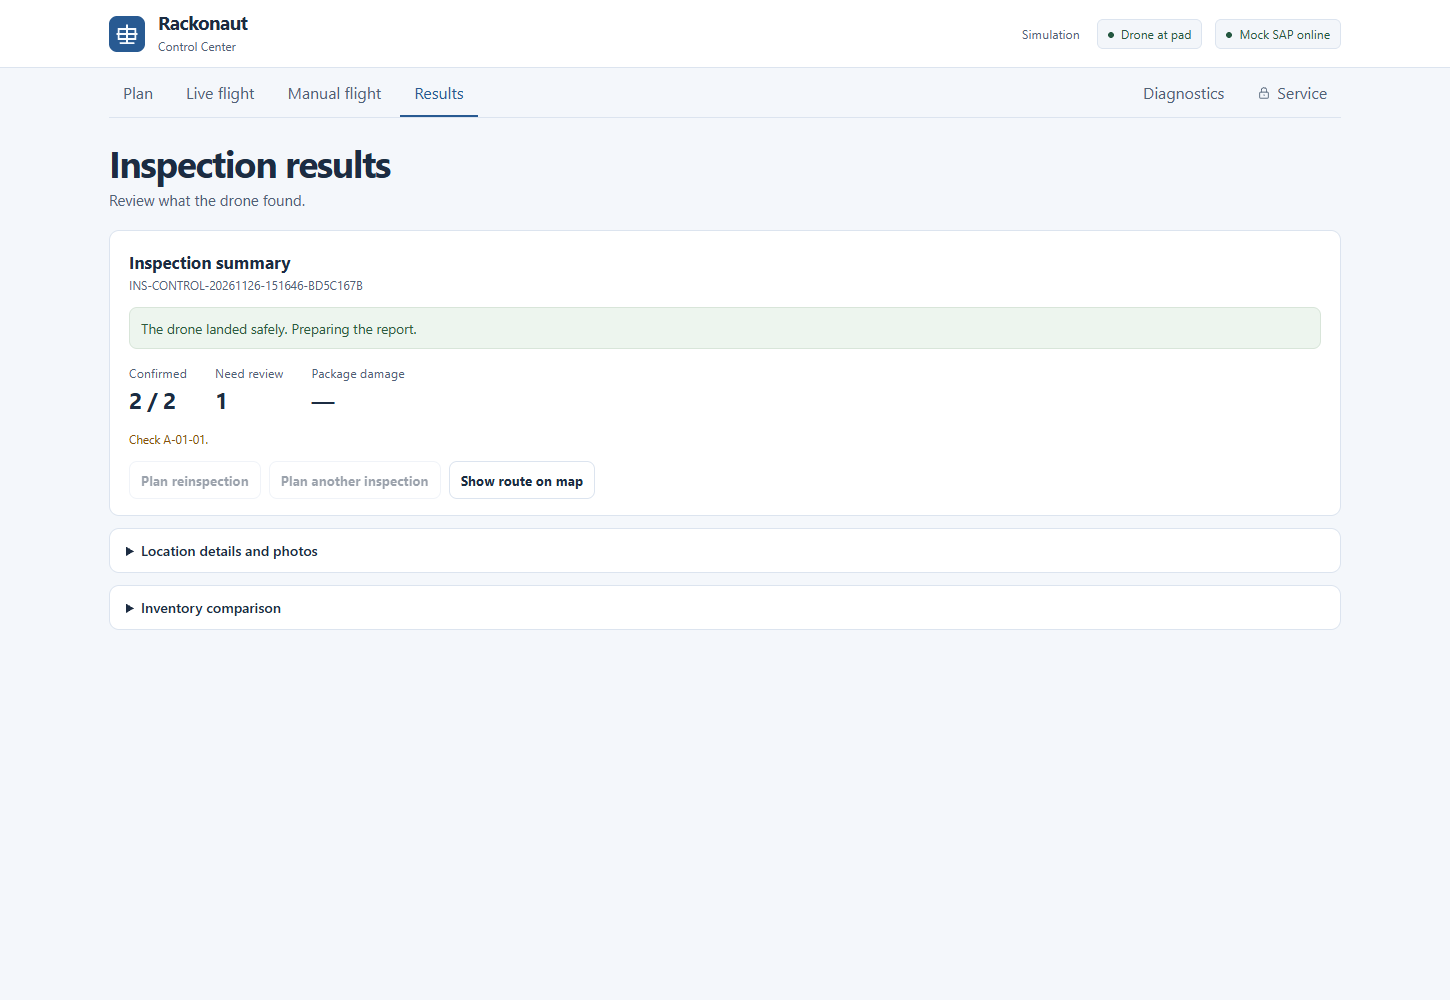 Rackonaut
Control Center
Simulation
Drone at pad
Mock SAP online
Plan
Live flight
Manual flight
Results
Diagnostics
Service
Inspection results
Review what the drone found.
Inspection summary
INS-CONTROL-20261126-151646-BD5C167B
The drone landed safely. Preparing the report.
Confirmed
Need review
Package damage
2 / 2
1
—
Check A-01-01.
Plan reinspection
Plan another inspection
Show route on map
Location details and photos
Inventory comparison